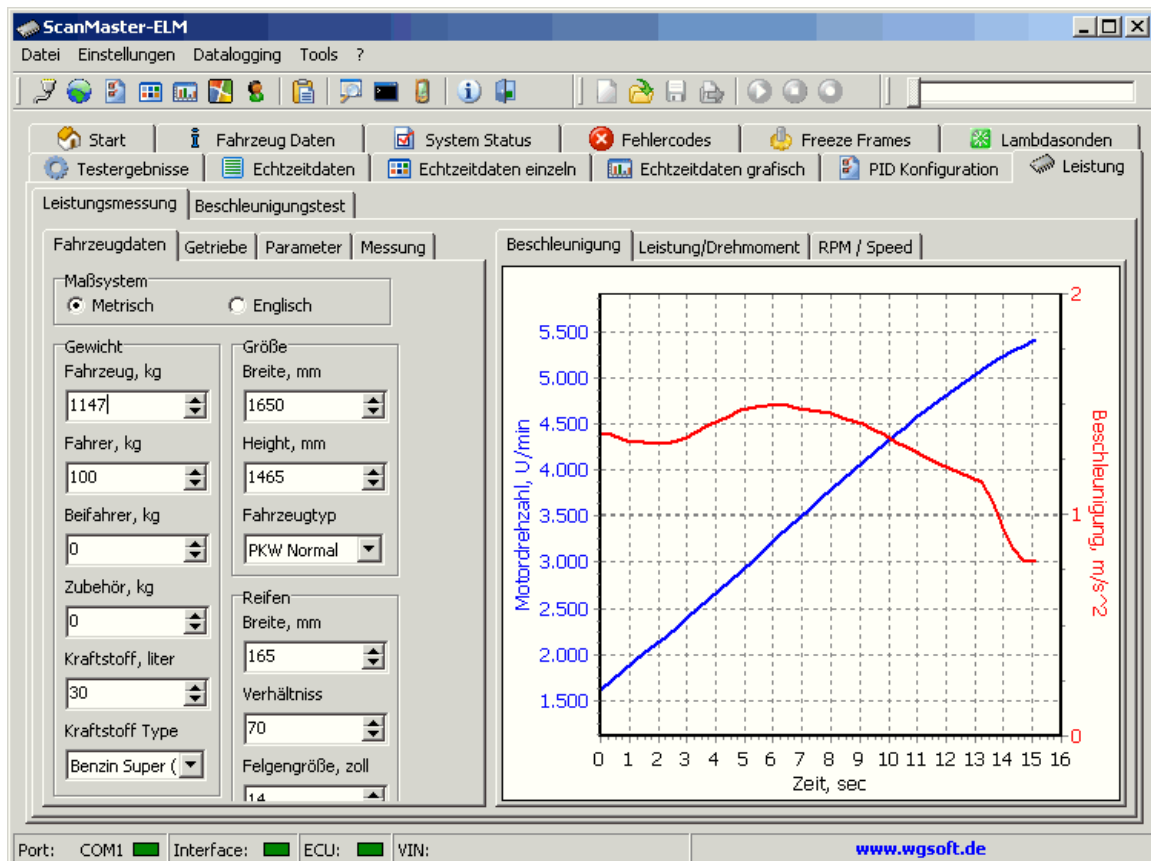 ScanMaster-ELM
Datei Einstellungen Datalogging Tools ?
Start Fahrzeug Daten System Status Fehlercodes Freeze Frames Lambdasonden
Testergebnisse Echtzeitdaten Echtzeitdaten einzeln Echtzeitdaten grafisch PID Konfiguration Leistung
Leistungsmessung Beschleunigungstest
Fahrzeugdaten Getriebe Parameter Messung
Maßsystem
Metrisch Englisch
Gewicht
Fahrzeug, kg
1147
Fahrer, kg
100
Beifahrer, kg
0
Zubehör, kg
0
Kraftstoff, liter
30
Kraftstoff Type
Benzin Super (
Größe
Breite, mm
1650
Height, mm
1465
Fahrzeugtyp
PKW Normal
Reifen
Breite, mm
165
Verhältniss
70
Felgengröße, zoll
14
Beschleunigung Leistung/Drehmoment RPM / Speed
Motordrehzahl, U/min
5.500
5.000
4.500
4.000
3.500
3.000
2.500
2.000
1.500
2
1
0
Beschleunigung, m/s^2
0 1 2 3 4 5 6 7 8 9 10 11 12 13 14 15 16
Zeit, sec
Port: COM1 Interface: ECU: VIN: www.wgsoft.de